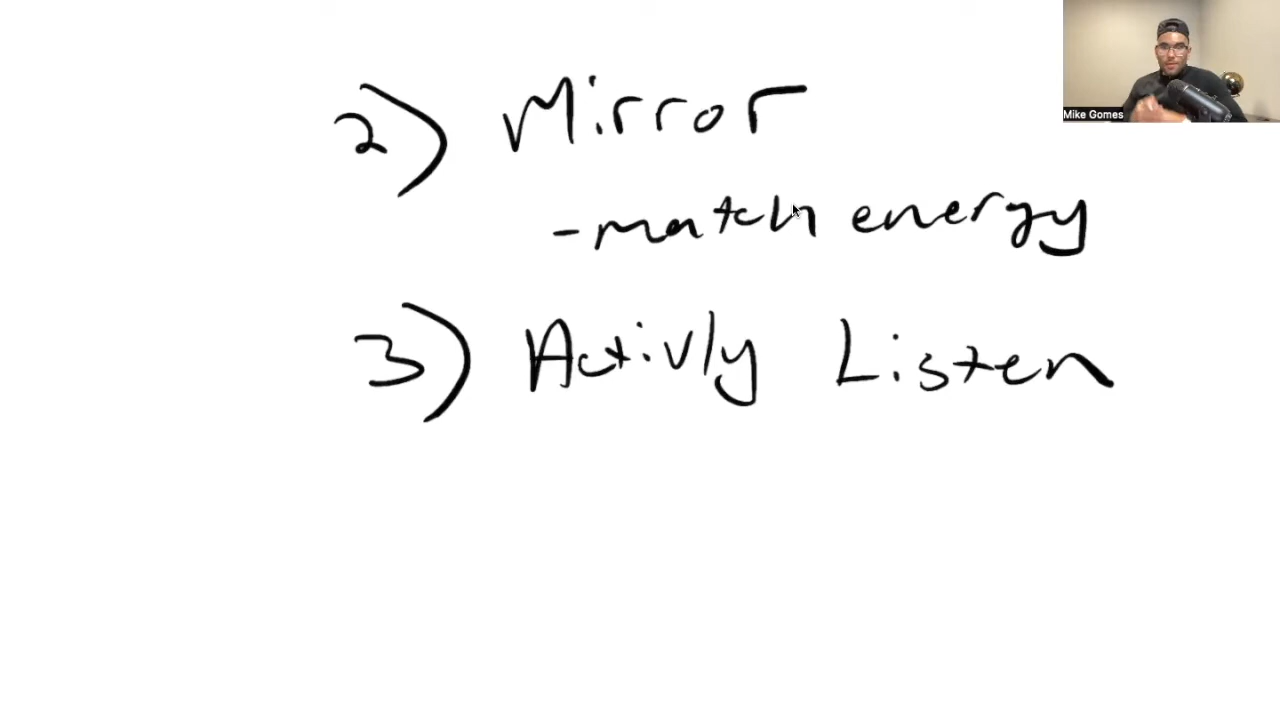 2) Mirror
-match energy
3) Activly Listen
Mike Gomes